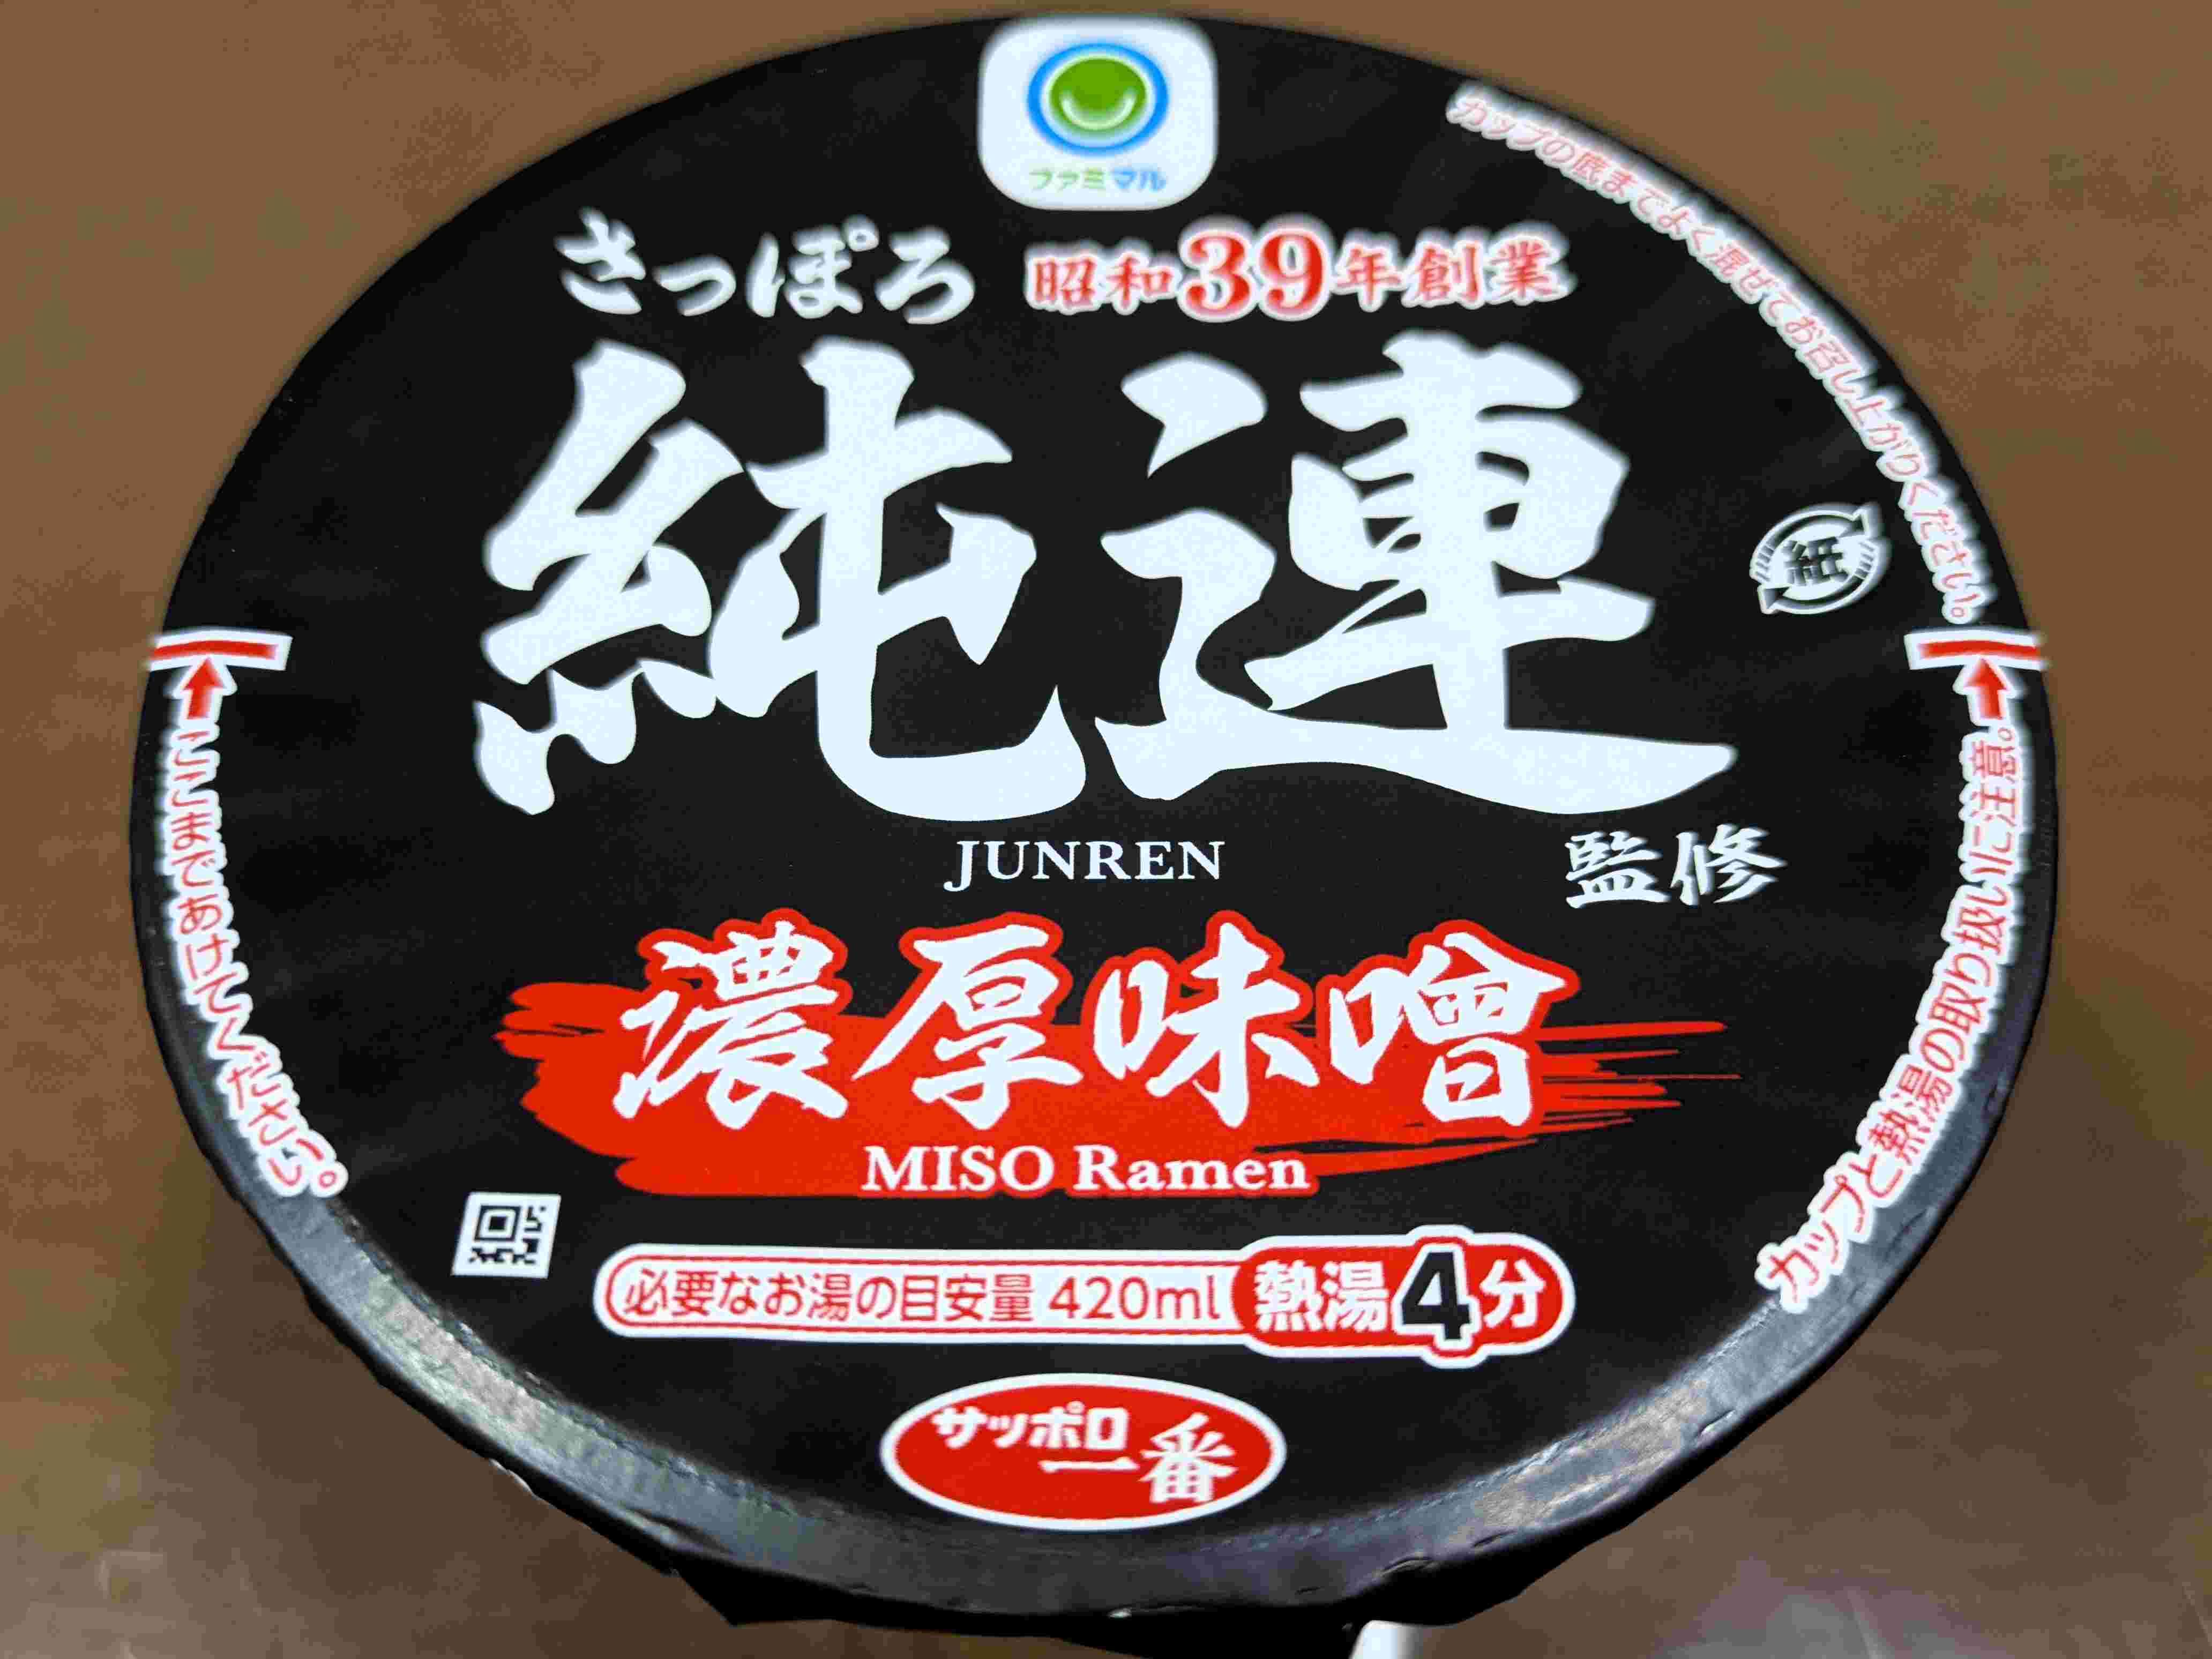 ファミマル
さっぽろ 昭和39年創業
純連
JUNREN
監修
濃厚味噌
MISO Ramen
必要なお湯の目安量 420ml 熱湯4分
サッポロ一番
カップの底までよく混ぜてお召し上がりください。
紙
ここまであけてください。
カップと熱湯の取り扱いに注意。